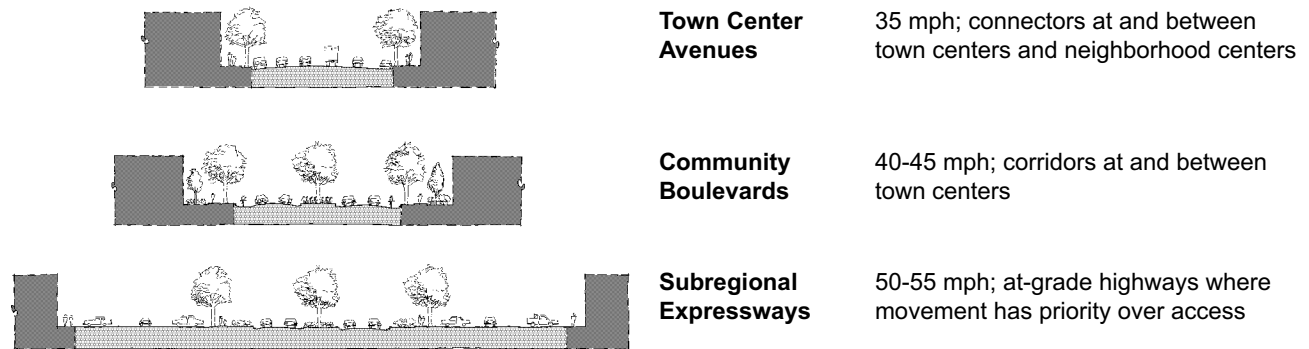 Town Center 35 mph; connectors at and between
Avenues town centers and neighborhood centers
Community 40-45 mph; corridors at and between
Boulevards town centers
Subregional 50-55 mph; at-grade highways where
Expressways movement has priority over access